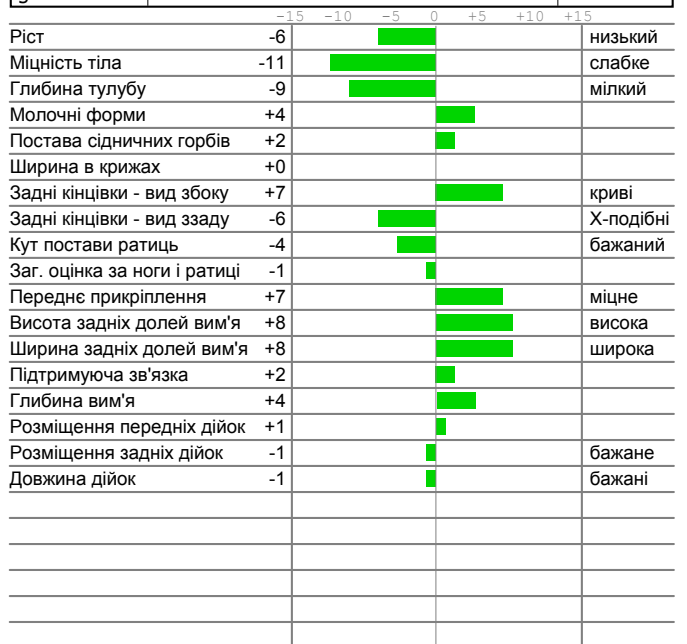 -15 -10 -5 0 +5 +10 +15
Ріст -6 низький
Міцність тіла -11 слабке
Глибина тулубу -9 мілкий
Молочні форми +4
Постава сідничних горбів +2
Ширина в крижах +0
Задні кінцівки - вид збоку +7 криві
Задні кінцівки - вид ззаду -6 Х-подібні
Кут постави ратиць -4 бажаний
Заг. оцінка за ноги і ратиці -1
Переднє прикріплення +7 міцне
Висота задніх долей вим'я +8 висока
Ширина задніх долей вим'я +8 широка
Підтримуюча зв'язка +2
Глибина вим'я +4
Розміщення передніх дійок +1
Розміщення задніх дійок -1 бажане
Довжина дійок -1 бажані